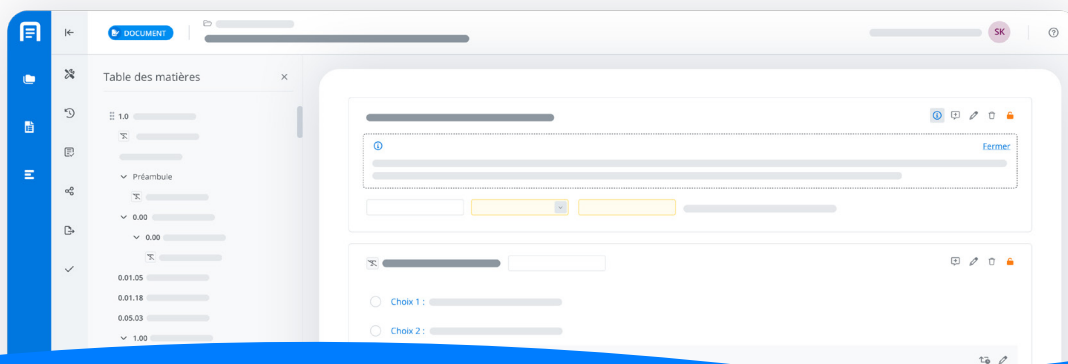 DOCUMENT
SK
Table des matières
1.0
Préambule
0.00
0.00
0.01.05
0.01.18
0.05.03
1.00
Fermer
Choix 1 :
Choix 2 :